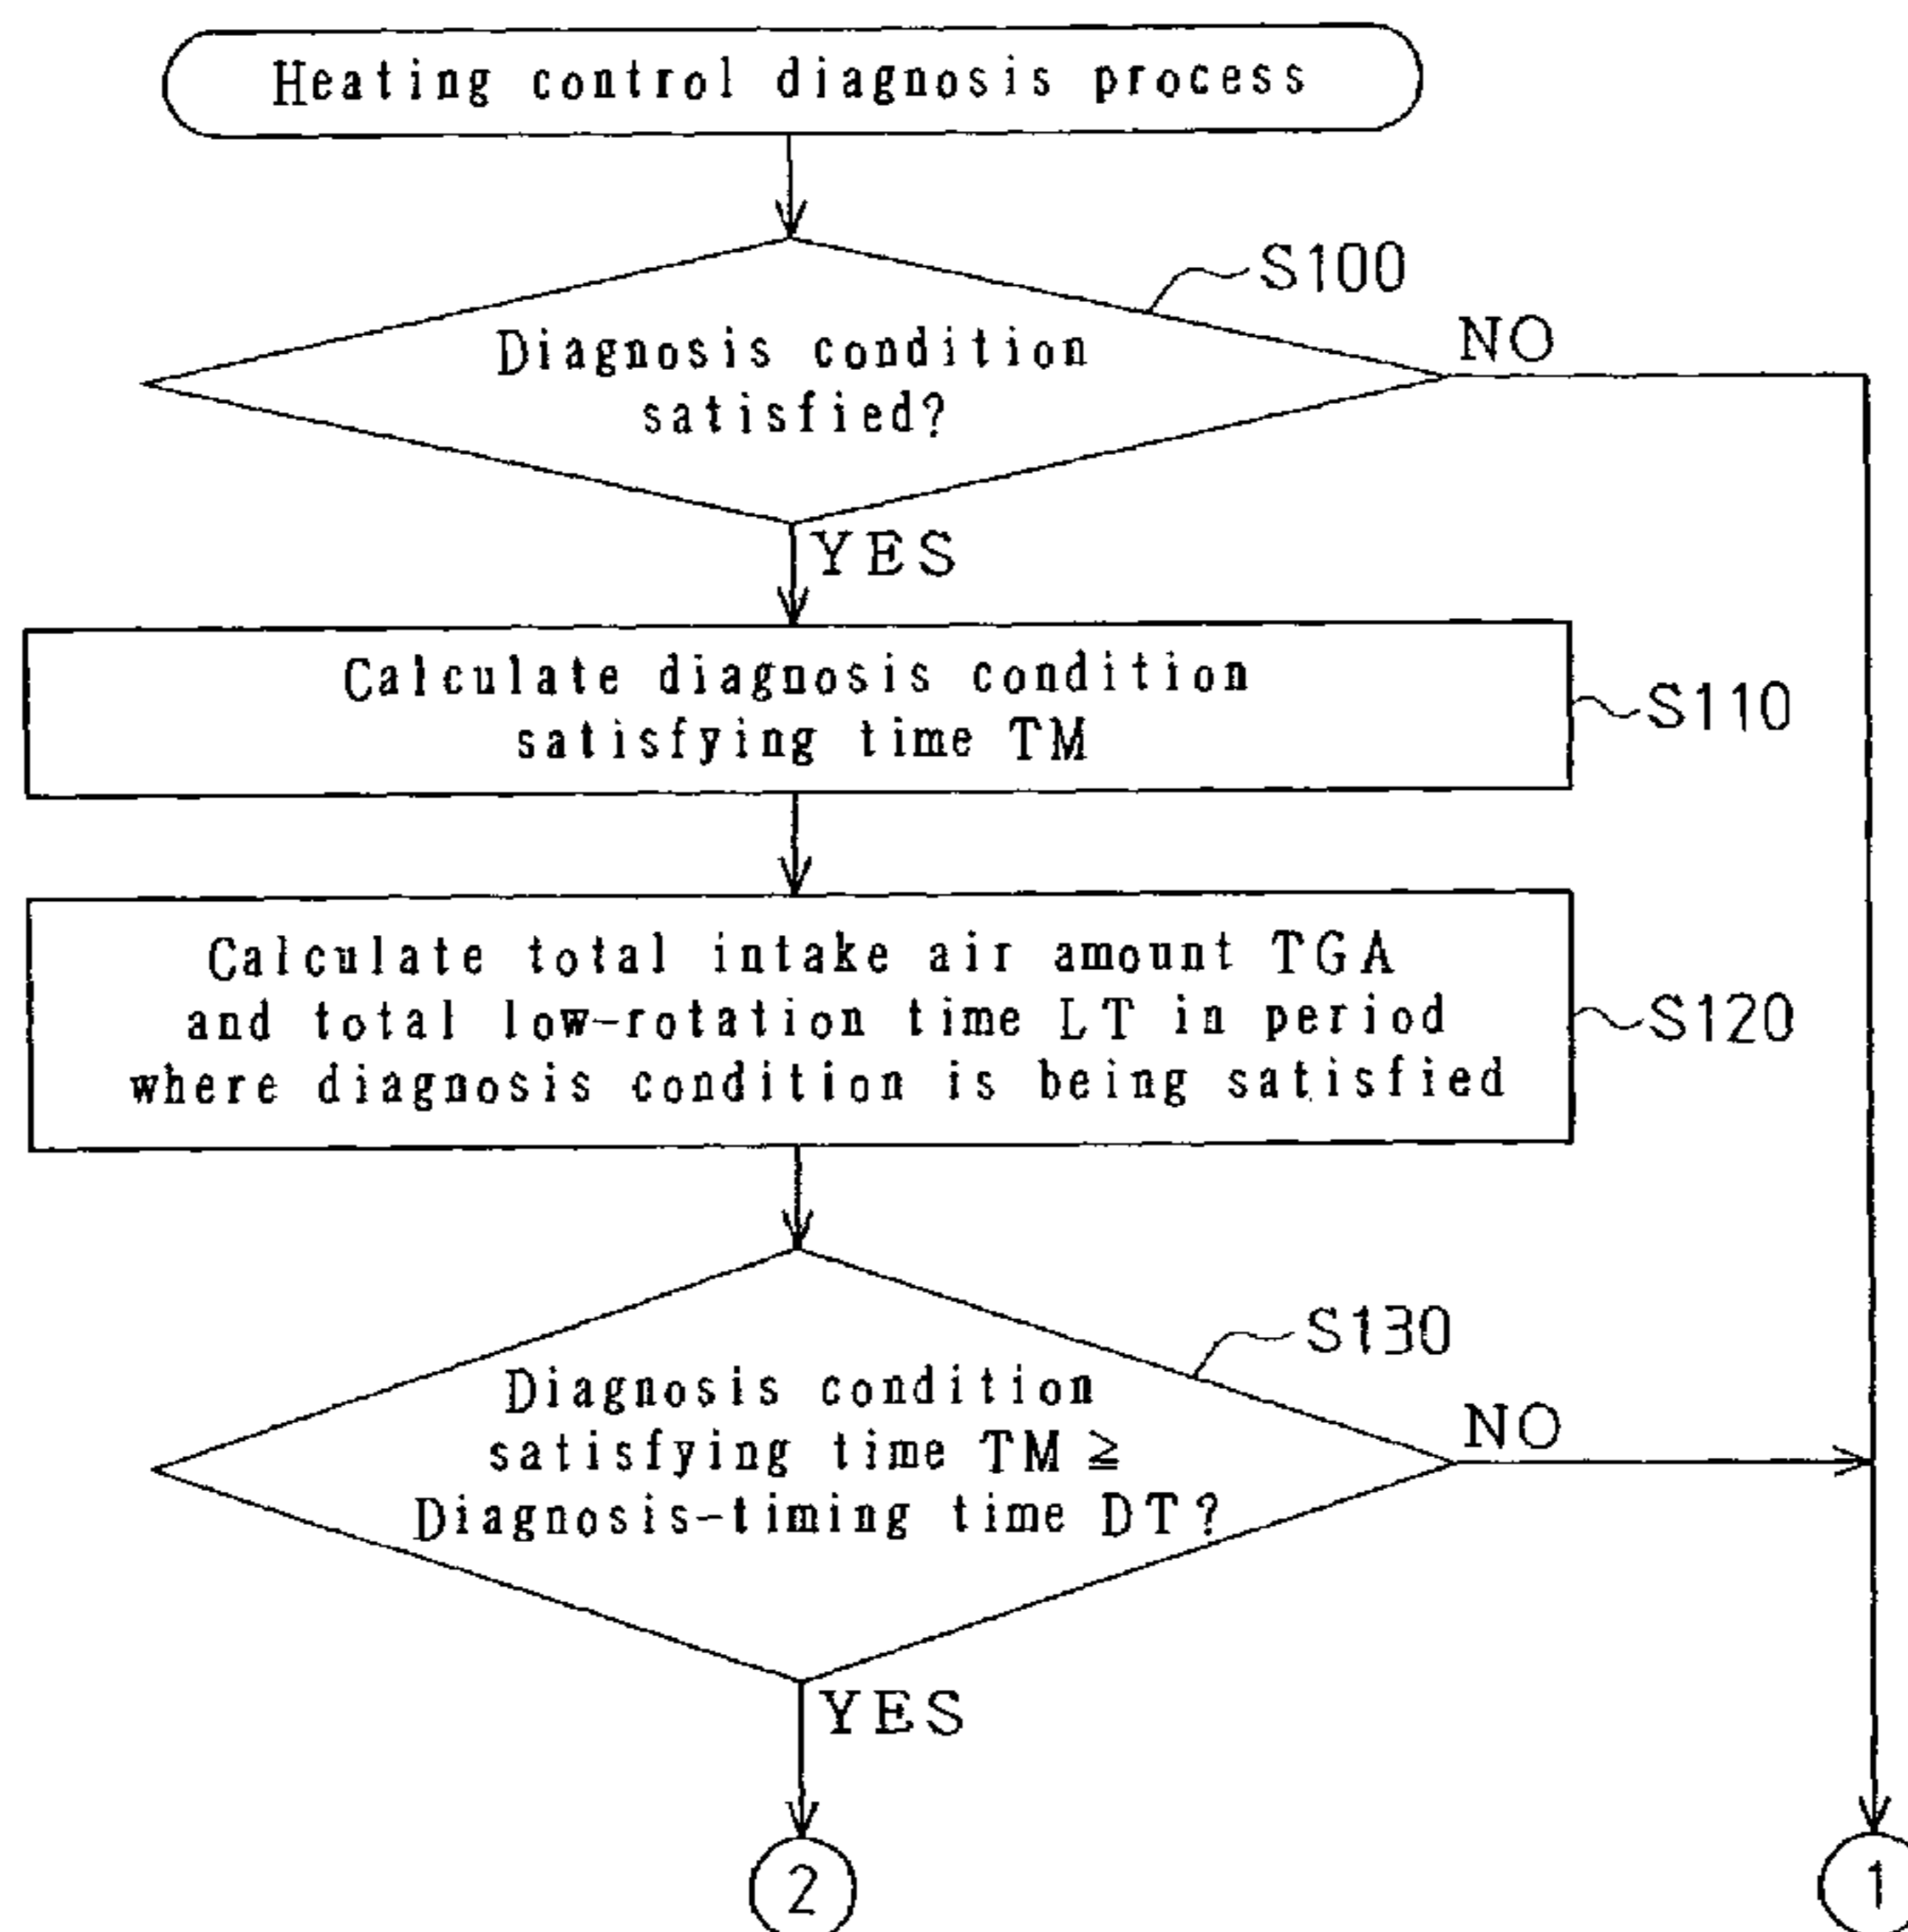 Heating control diagnosis process
S100
Diagnosis condition
satisfied?
NO
YES
Calculate diagnosis condition
satisfying time TM
S110
Calculate total intake air amount TGA
and total low-rotation time LT in period
where diagnosis condition is being satisfied
S120
S130
Diagnosis condition
satisfying time TM ≧
Diagnosis-timing time DT?
NO
YES
2
1